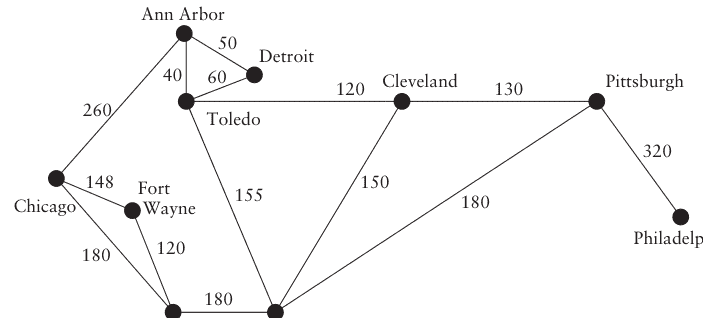 Ann Arbor
50
Detroit
40
60
120
Cleveland
130
Pittsburgh
Toledo
260
320
148
Fort
Wayne
Chicago
155
150
180
Philadelp
180
120
180